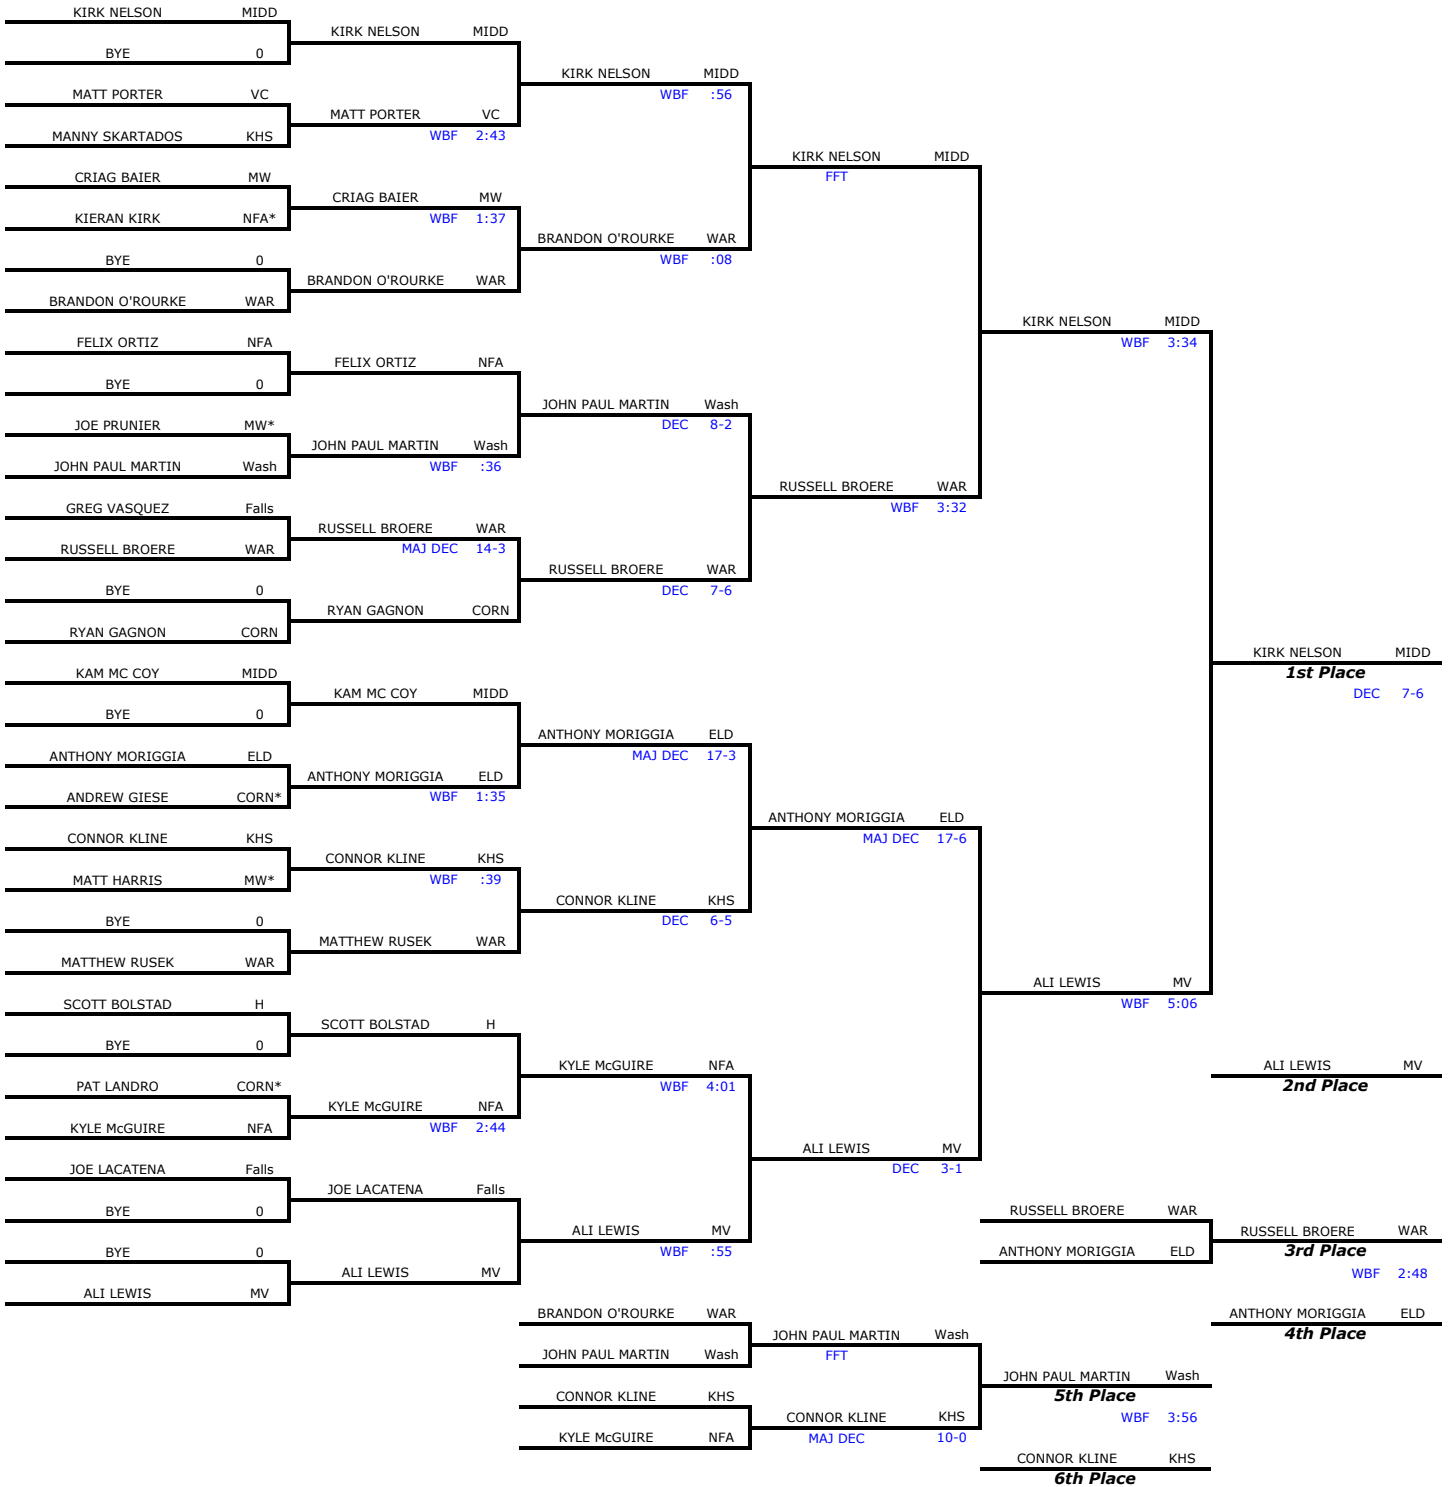 KIRK NELSON MIDD
BYE 0
MATT PORTER VC
MANNY SKARTADOS KHS
CRIAG BAIER MW
KIERAN KIRK NFA*
BYE 0
BRANDON O'ROURKE WAR
FELIX ORTIZ NFA
BYE 0
JOE PRUNIER MW*
JOHN PAUL MARTIN Wash
GREG VASQUEZ Falls
RUSSELL BROERE WAR
BYE 0
RYAN GAGNON CORN
KAM MC COY MIDD
BYE 0
ANTHONY MORIGGIA ELD
ANDREW GIESE CORN*
CONNOR KLINE KHS
MATT HARRIS MW*
BYE 0
MATTHEW RUSEK WAR
SCOTT BOLSTAD H
BYE 0
PAT LANDRO CORN*
KYLE McGUIRE NFA
JOE LACATENA Falls
BYE 0
BYE 0
ALI LEWIS MV
KIRK NELSON MIDD
MATT PORTER VC
WBF 2:43
CRIAG BAIER MW
WBF 1:37
BRANDON O'ROURKE WAR
FELIX ORTIZ NFA
JOHN PAUL MARTIN Wash
WBF :36
RUSSELL BROERE WAR
MAJ DEC 14-3
RYAN GAGNON CORN
KAM MC COY MIDD
ANTHONY MORIGGIA ELD
WBF 1:35
CONNOR KLINE KHS
WBF :39
MATTHEW RUSEK WAR
SCOTT BOLSTAD H
KYLE McGUIRE NFA
WBF 2:44
JOE LACATENA Falls
ALI LEWIS MV
KIRK NELSON MIDD
WBF :56
BRANDON O'ROURKE WAR
WBF :08
JOHN PAUL MARTIN Wash
DEC 8-2
RUSSELL BROERE WAR
DEC 7-6
ANTHONY MORIGGIA ELD
MAJ DEC 17-3
CONNOR KLINE KHS
DEC 6-5
KYLE McGUIRE NFA
WBF 4:01
ALI LEWIS MV
WBF :55
KIRK NELSON MIDD
FFT
RUSSELL BROERE WAR
WBF 3:32
ANTHONY MORIGGIA ELD
MAJ DEC 17-6
ALI LEWIS MV
DEC 3-1
KIRK NELSON MIDD
WBF 3:34
ALI LEWIS MV
WBF 5:06
KIRK NELSON MIDD
1st Place
DEC 7-6
ALI LEWIS MV
2nd Place
RUSSELL BROERE WAR
ANTHONY MORIGGIA ELD
RUSSELL BROERE WAR
3rd Place
WBF 2:48
ANTHONY MORIGGIA ELD
4th Place
BRANDON O'ROURKE WAR
JOHN PAUL MARTIN Wash
CONNOR KLINE KHS
KYLE McGUIRE NFA
JOHN PAUL MARTIN Wash
FFT
CONNOR KLINE KHS
MAJ DEC 10-0
JOHN PAUL MARTIN Wash
5th Place
WBF 3:56
CONNOR KLINE KHS
6th Place